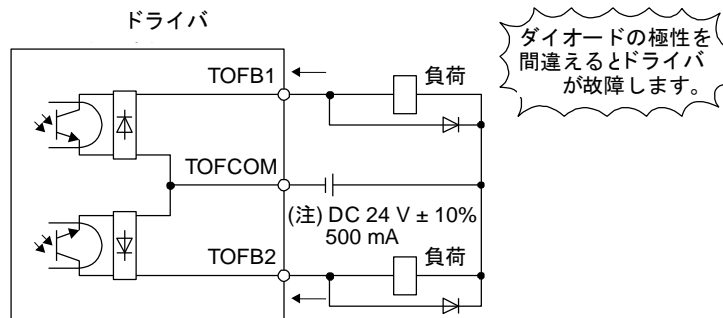 ドライバ
ダイオードの極性を
間違えるとドライバ
が故障します。
TOFB1
負荷
TOFCOM
(注) DC 24 V ± 10%
500 mA
TOFB2
負荷